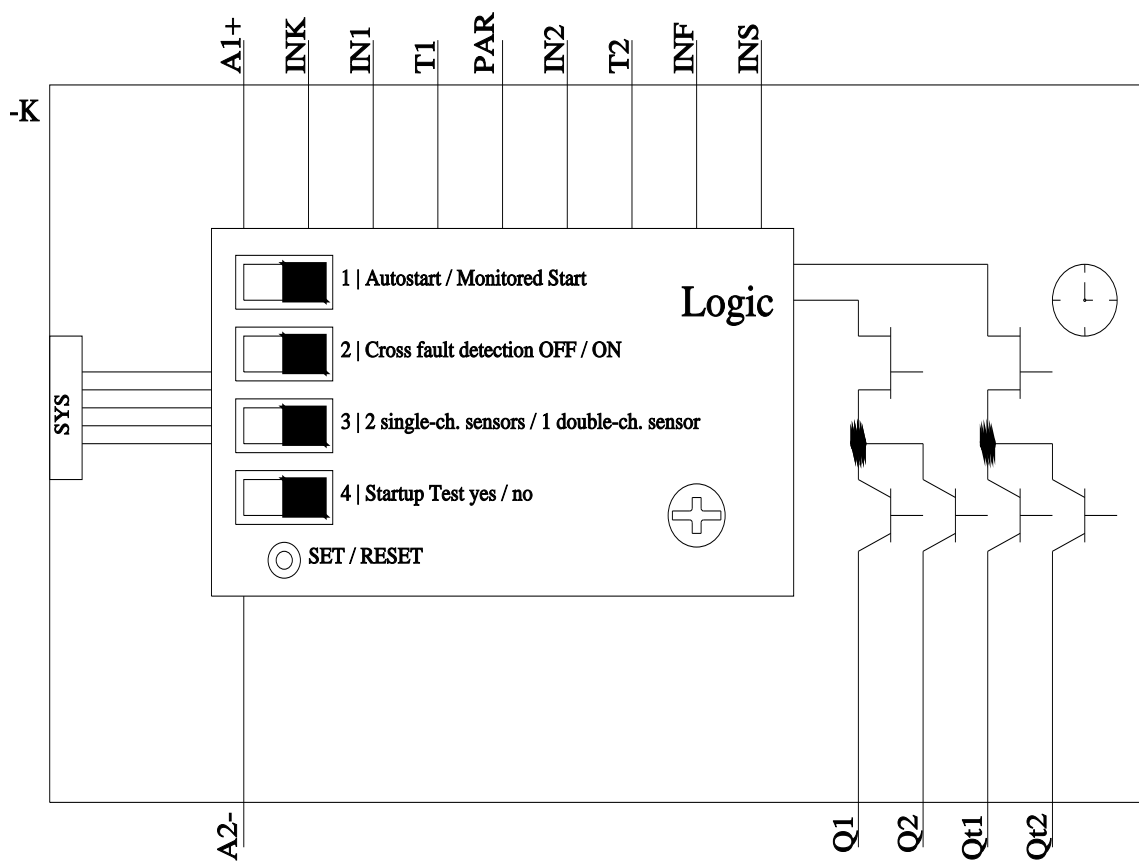 A1+
INK
IN1
T1
PAR
IN2
T2
INF
INS
-K
1 | Autostart / Monitored Start
Logic
2 | Cross fault detection OFF / ON
SYS
3 | 2 single-ch. sensors / 1 double-ch. sensor
4 | Startup Test yes / no
SET / RESET
A2-
Q1
Q2
Qt1
Qt2